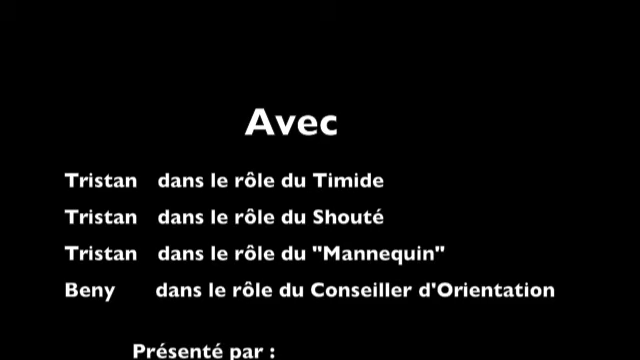 Avec
Tristan dans le rôle du Timide
Tristan dans le rôle du Shouté
Tristan dans le rôle du "Mannequin"
Beny dans le rôle du Conseiller d'Orientation
Présenté par :